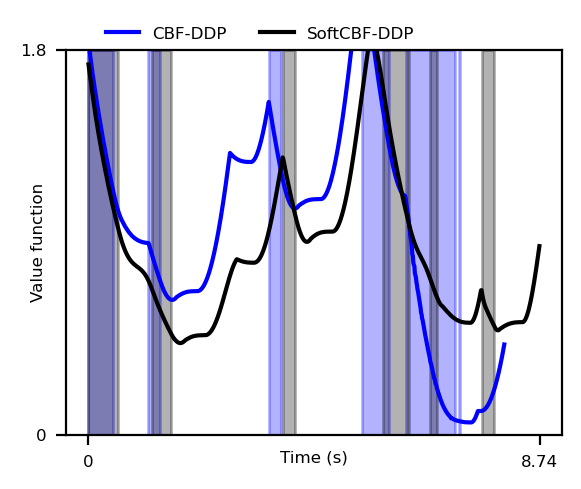 CBF-DDP SoftCBF-DDP
1.8
Value function
0
0 Time (s) 8.74